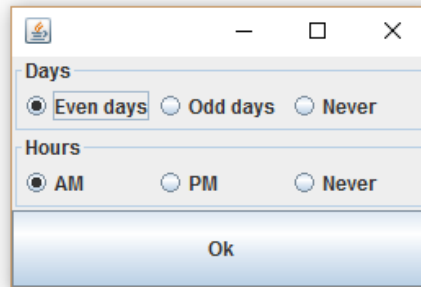 Days
Even days Odd days Never
Hours
AM PM Never
Ok